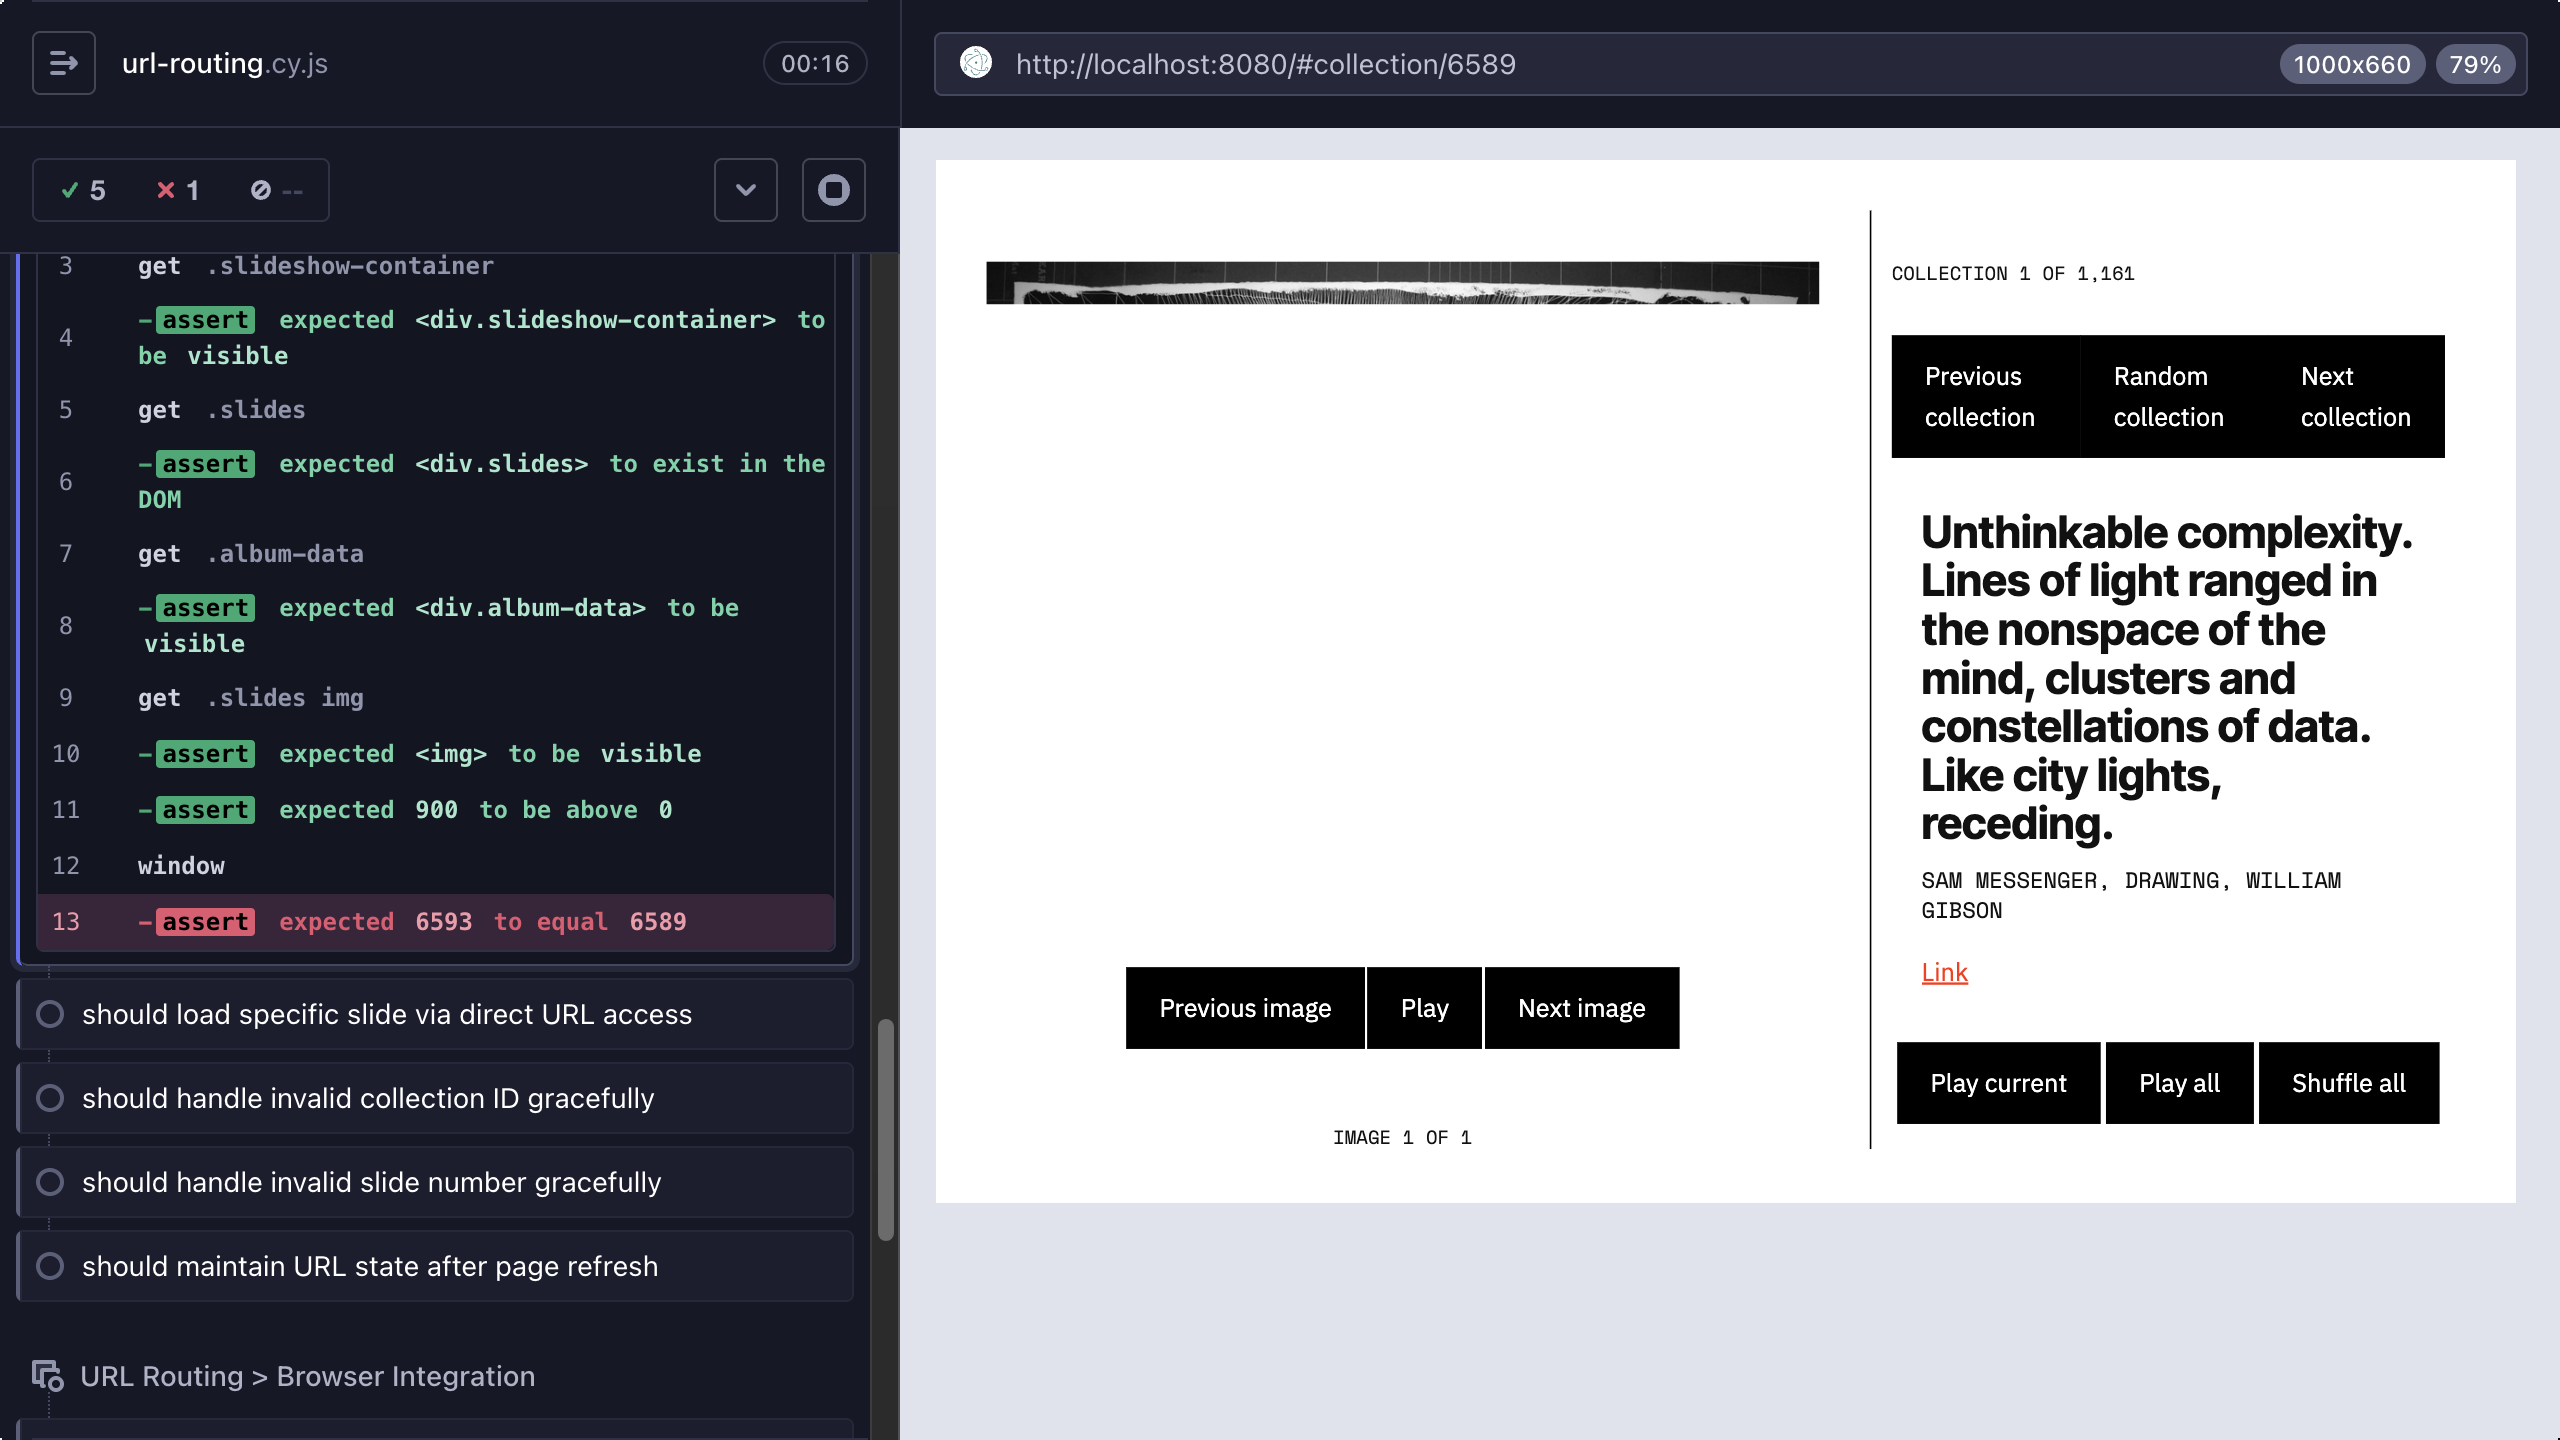 url-routing.cy.js
00:16
5 1 --
3 get .slideshow-container
4 -assert expected <div.slideshow-container> to
be visible
5 get .slides
6 -assert expected <div.slides> to exist in the
DOM
7 get .album-data
8 -assert expected <div.album-data> to be
visible
9 get .slides img
10 -assert expected <img> to be visible
11 -assert expected 900 to be above 0
12 window
13 -assert expected 6593 to equal 6589
should load specific slide via direct URL access
should handle invalid collection ID gracefully
should handle invalid slide number gracefully
should maintain URL state after page refresh
URL Routing > Browser Integration
http://localhost:8080/#collection/6589
1000x660 79%
Previous image Play Next image
IMAGE 1 OF 1
COLLECTION 1 OF 1,161
Previous
collection
Random
collection
Next
collection
Unthinkable complexity.
Lines of light ranged in
the nonspace of the
mind, clusters and
constellations of data.
Like city lights,
receding.
SAM MESSENGER, DRAWING, WILLIAM
GIBSON
Link
Play current Play all Shuffle all